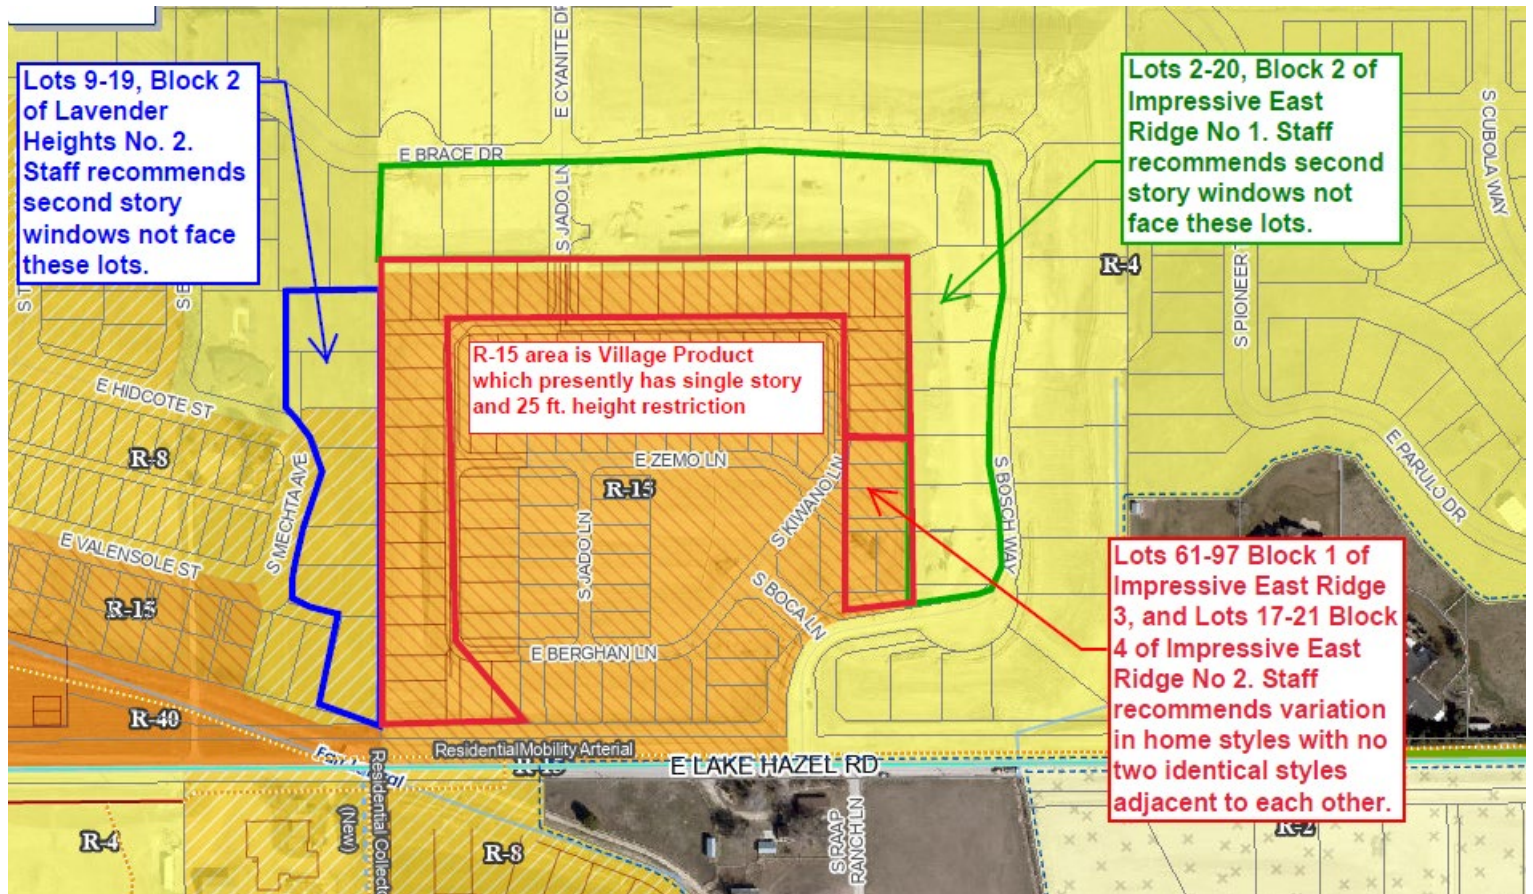 Lots 9-19, Block 2
of Lavender
Heights No. 2.
Staff recommends
second story
windows not face
these lots.
Lots 2-20, Block 2 of
Impressive East
Ridge No 1. Staff
recommends second
story windows not
face these lots.
E CYANITE DR
S CUBOLA WAY
E BRACE DR
S JADO LN
R-4
S PIONEER
R-15 area is Village Product
which presently has single story
and 25 ft. height restriction
E HIDCOTE ST
R-8
S MECHTA AVE
E ZEMO LN
R-15
S KIWANO LN
S JADO LN
S BOSCH WAY
E PARULO DR
E VALENSOLE ST
R-15
S BOCA LN
E BERGHAN LN
Lots 61-97 Block 1 of
Impressive East Ridge
3, and Lots 17-21 Block
4 of Impressive East
Ridge No 2. Staff
recommends variation
in home styles with no
two identical styles
adjacent to each other.
R-40
Residential Mobility Arterial
E LAKE HAZEL RD
Residential Collecto
(New)
S RAAP
RANCH LN
R-4
R-8
R-2